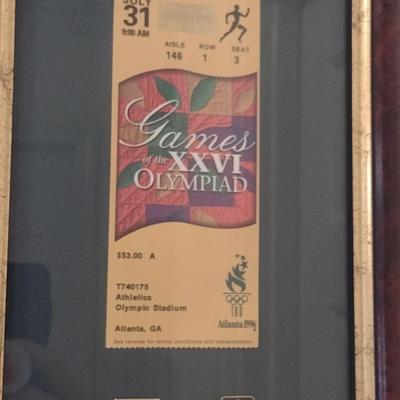 JULY
31
9:00 AM
AISLE ROW SEAT
146 1 3
Games
of the XXVI
OLYMPIAD
$53.00 A
T740175
Athletics
Olympic Stadium
Atlanta, GA
100
Atlanta 1996
See reverse for terms, conditions and transportation.